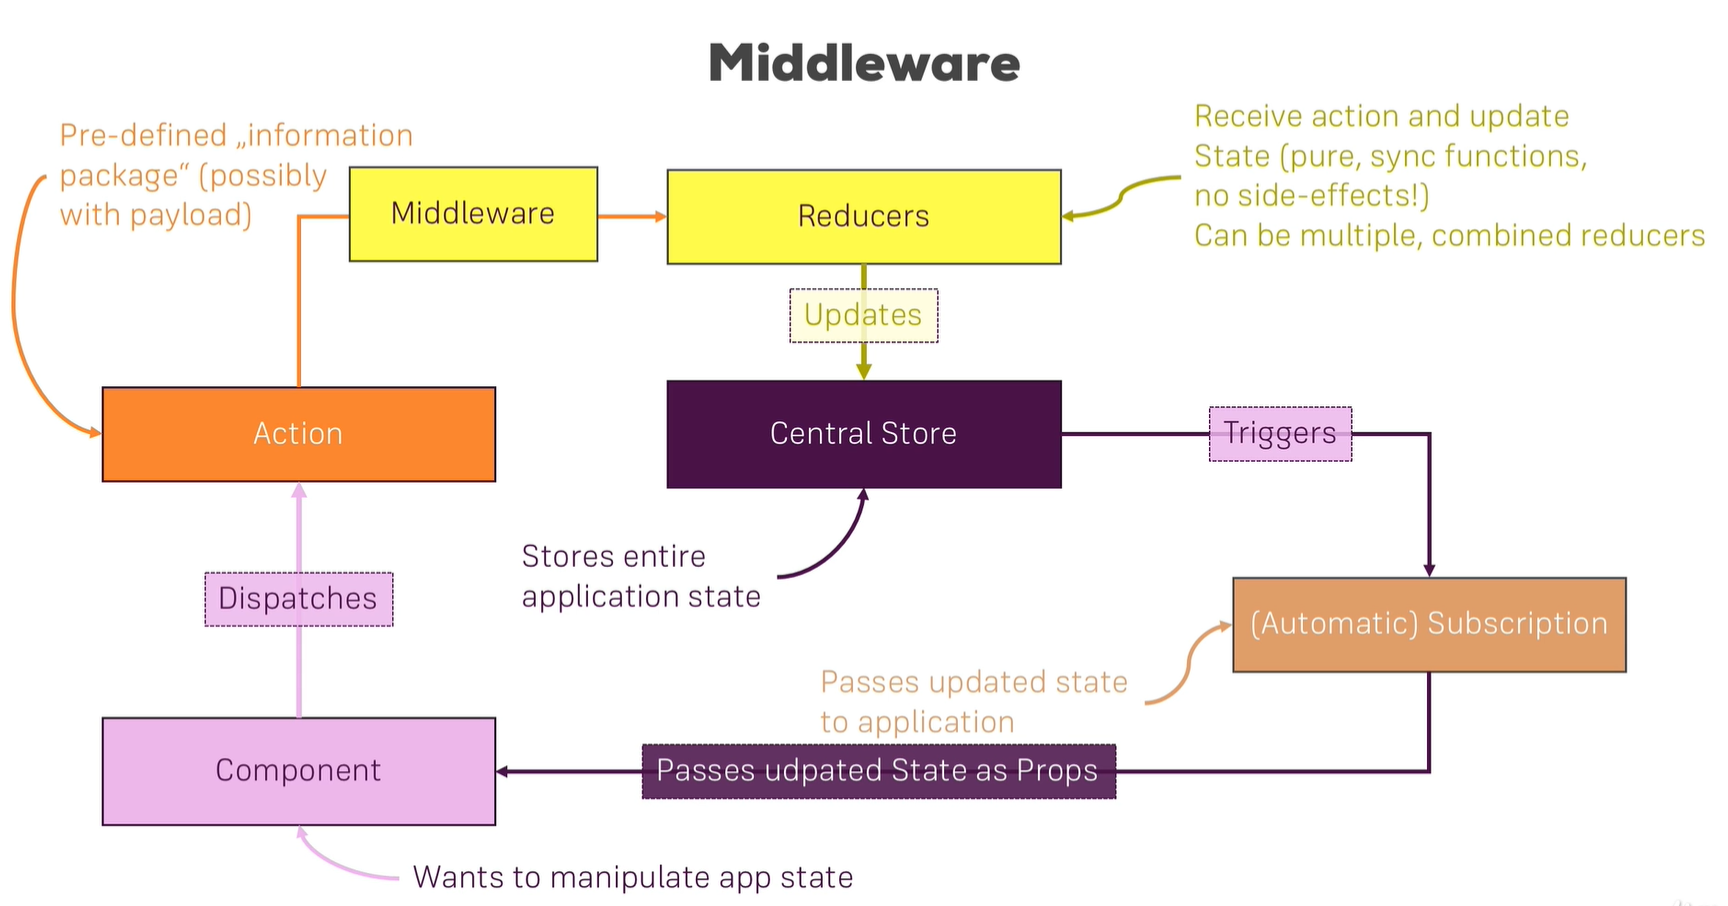 Middleware
Pre-defined „information
package“ (possibly
with payload)
Middleware
Reducers
Receive action and update
State (pure, sync functions,
no side-effects!)
Can be multiple, combined reducers
Updates
Action
Central Store
Triggers
Stores entire
application state
Dispatches
(Automatic) Subscription
Passes updated state
to application
Component
Passes udpated State as Props
Wants to manipulate app state